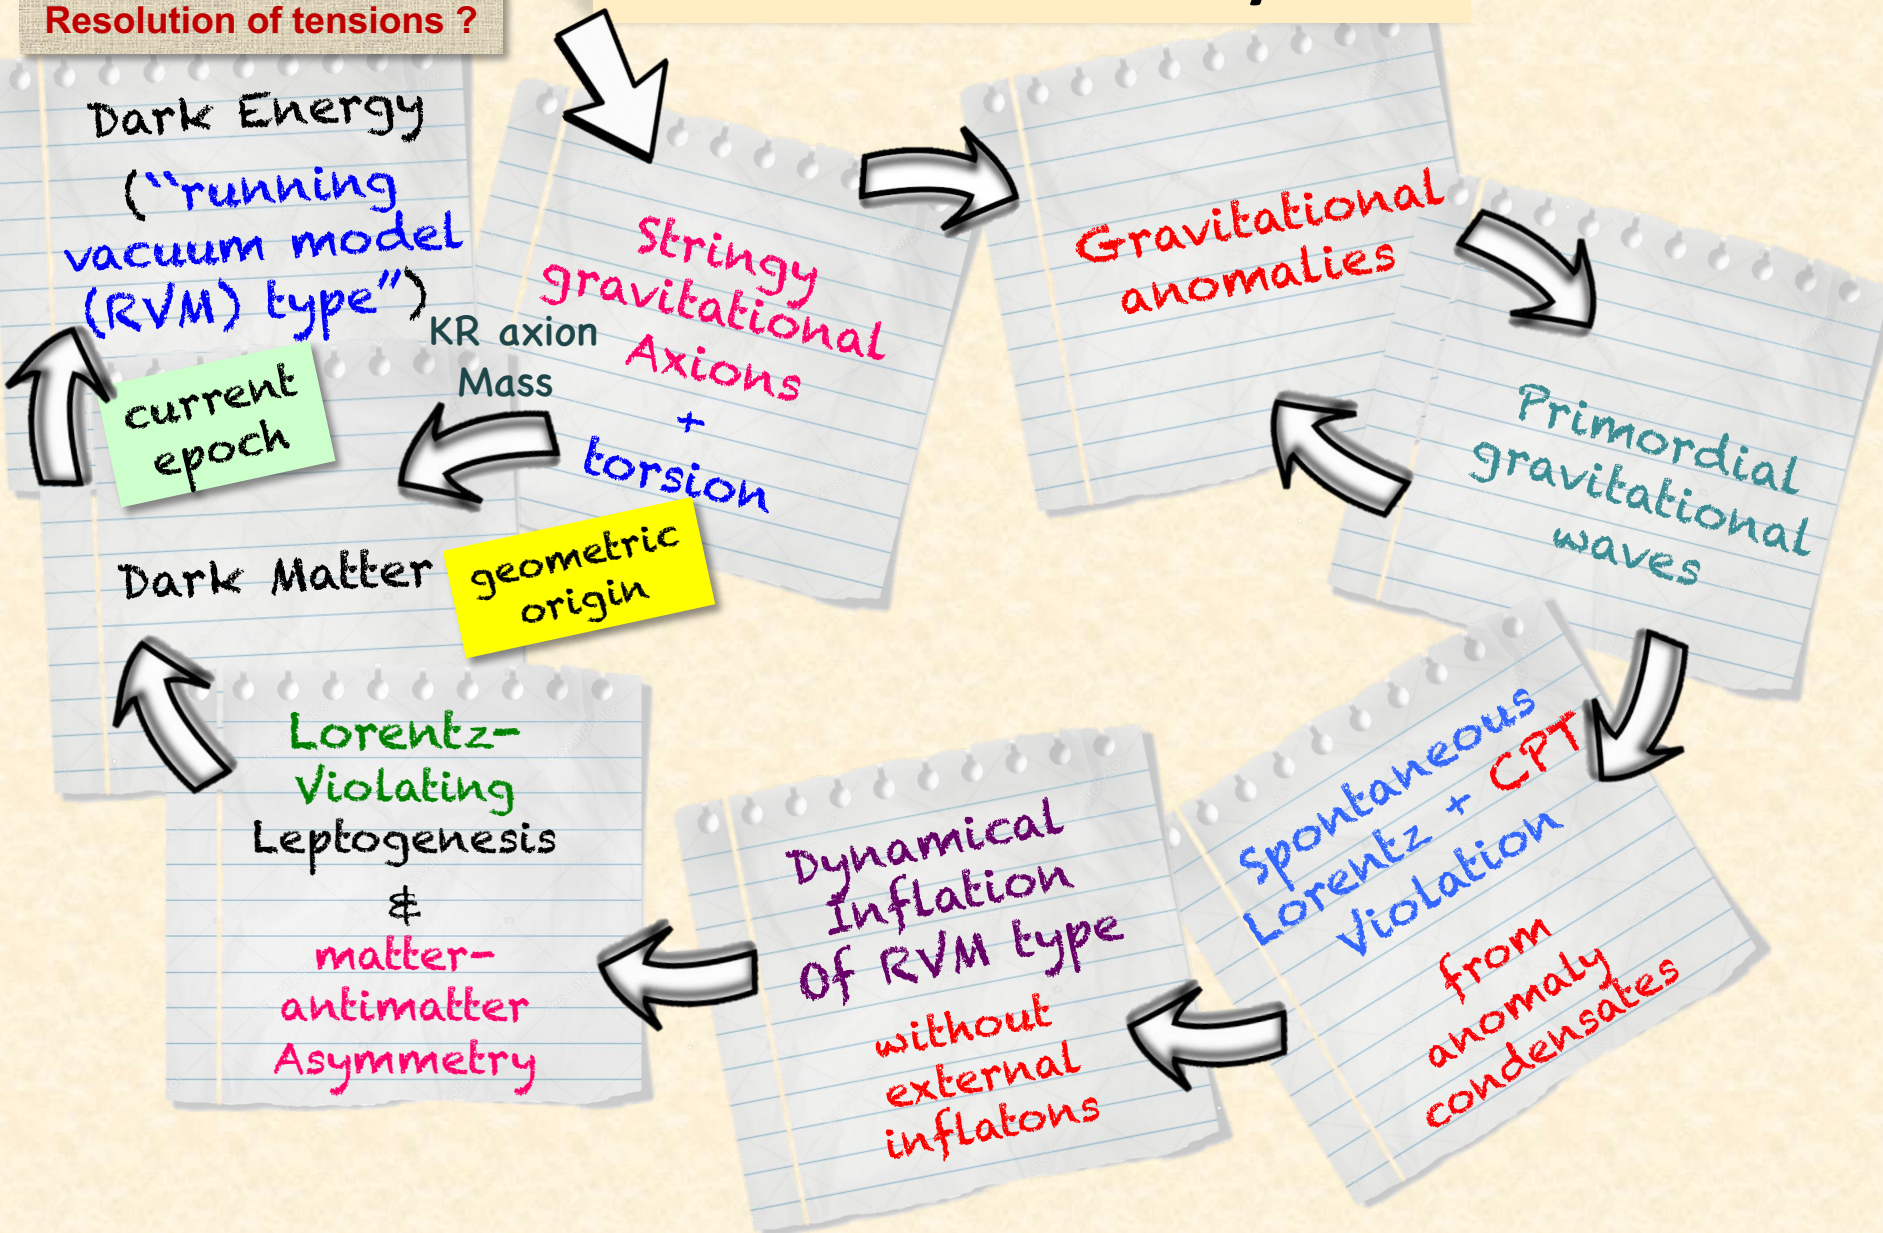 Resolution of tensions ?
Dark Energy
(``running
vacuum model
(RVM) type”)
current
epoch
KR axion
Mass
Stringy
gravitational
Axions
+
torsion
geometric
origin
Dark Matter
Gravitational
anomalies
Primordial
gravitational
waves
Spontaneous
Lorentz + CPT
Violation
from
anomaly
condensates
Dynamical
Inflation
Of RVM type
without
external
inflatons
Lorentz-
Violating
Leptogenesis
&
matter-
antimatter
Asymmetry